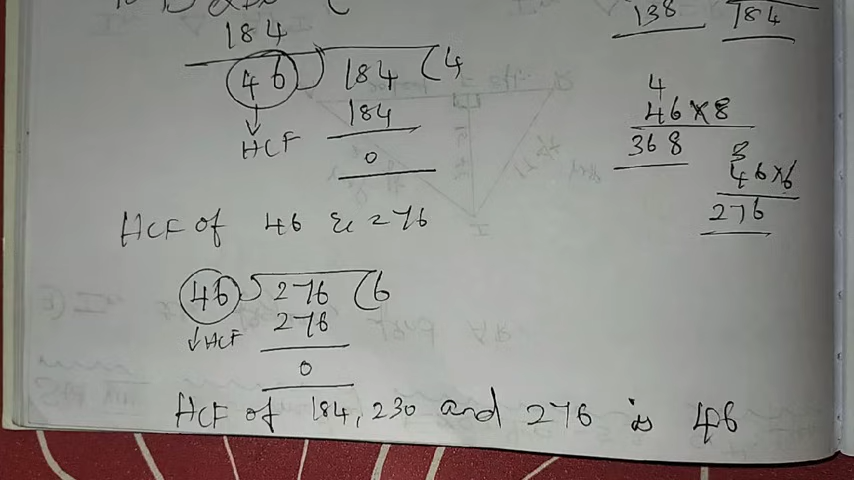 184
46) 184 (4
184
HCF
0
HCF of 46 & 276
46) 276 (6
276
HCF
0
HCF of 184, 230 and 276 is 46
138
184
4
46×8
368
3
46×6
276